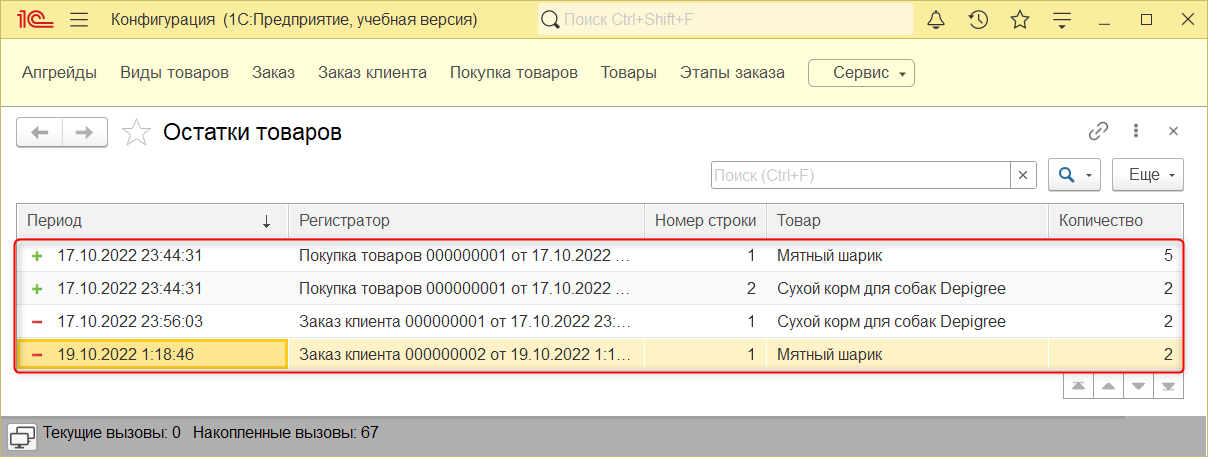 1С Конфигурация (1С:Предприятие, учебная версия) Поиск Ctrl+Shift+F
Апгрейды Виды товаров Заказ Заказ клиента Покупка товаров Товары Этапы заказа Сервис
Остатки товаров
Поиск (Ctrl+F) × Еще
Период ↓ Регистратор Номер строки Товар Количество
+ 17.10.2022 23:44:31 Покупка товаров 000000001 от 17.10.2022 ... 1 Мятный шарик 5
+ 17.10.2022 23:44:31 Покупка товаров 000000001 от 17.10.2022 ... 2 Сухой корм для собак Depigree 2
− 17.10.2022 23:56:03 Заказ клиента 000000001 от 17.10.2022 23:... 1 Сухой корм для собак Depigree 2
− 19.10.2022 1:18:46 Заказ клиента 000000002 от 19.10.2022 1:1... 1 Мятный шарик 2
Текущие вызовы: 0 Накопленные вызовы: 67